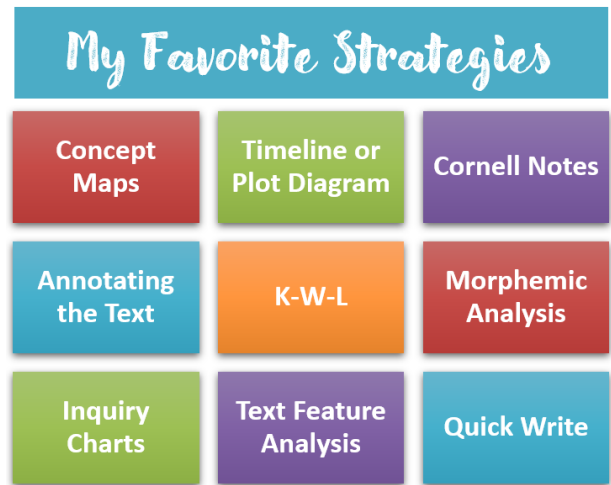 My Favorite Strategies
Concept
Maps
Timeline or
Plot Diagram
Cornell Notes
Annotating
the Text
K-W-L
Morphemic
Analysis
Inquiry
Charts
Text Feature
Analysis
Quick Write